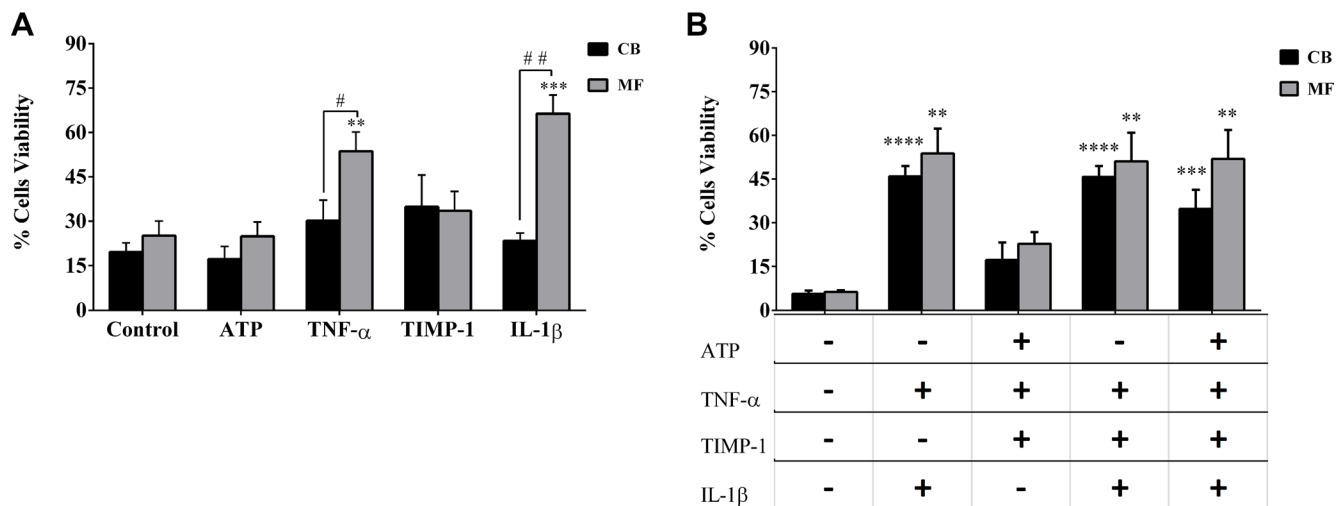 A
% Cells Viability
90
75
60
45
30
15
0
CB
MF
#
**
# #
***
Control ATP TNF-α TIMP-1 IL-1β
B
% Cells Viability
90
75
60
45
30
15
0
CB
MF
**** ** **** ** *** **
ATP - - + - +
TNF-α - + + + +
TIMP-1 - - + + +
IL-1β - + - + +